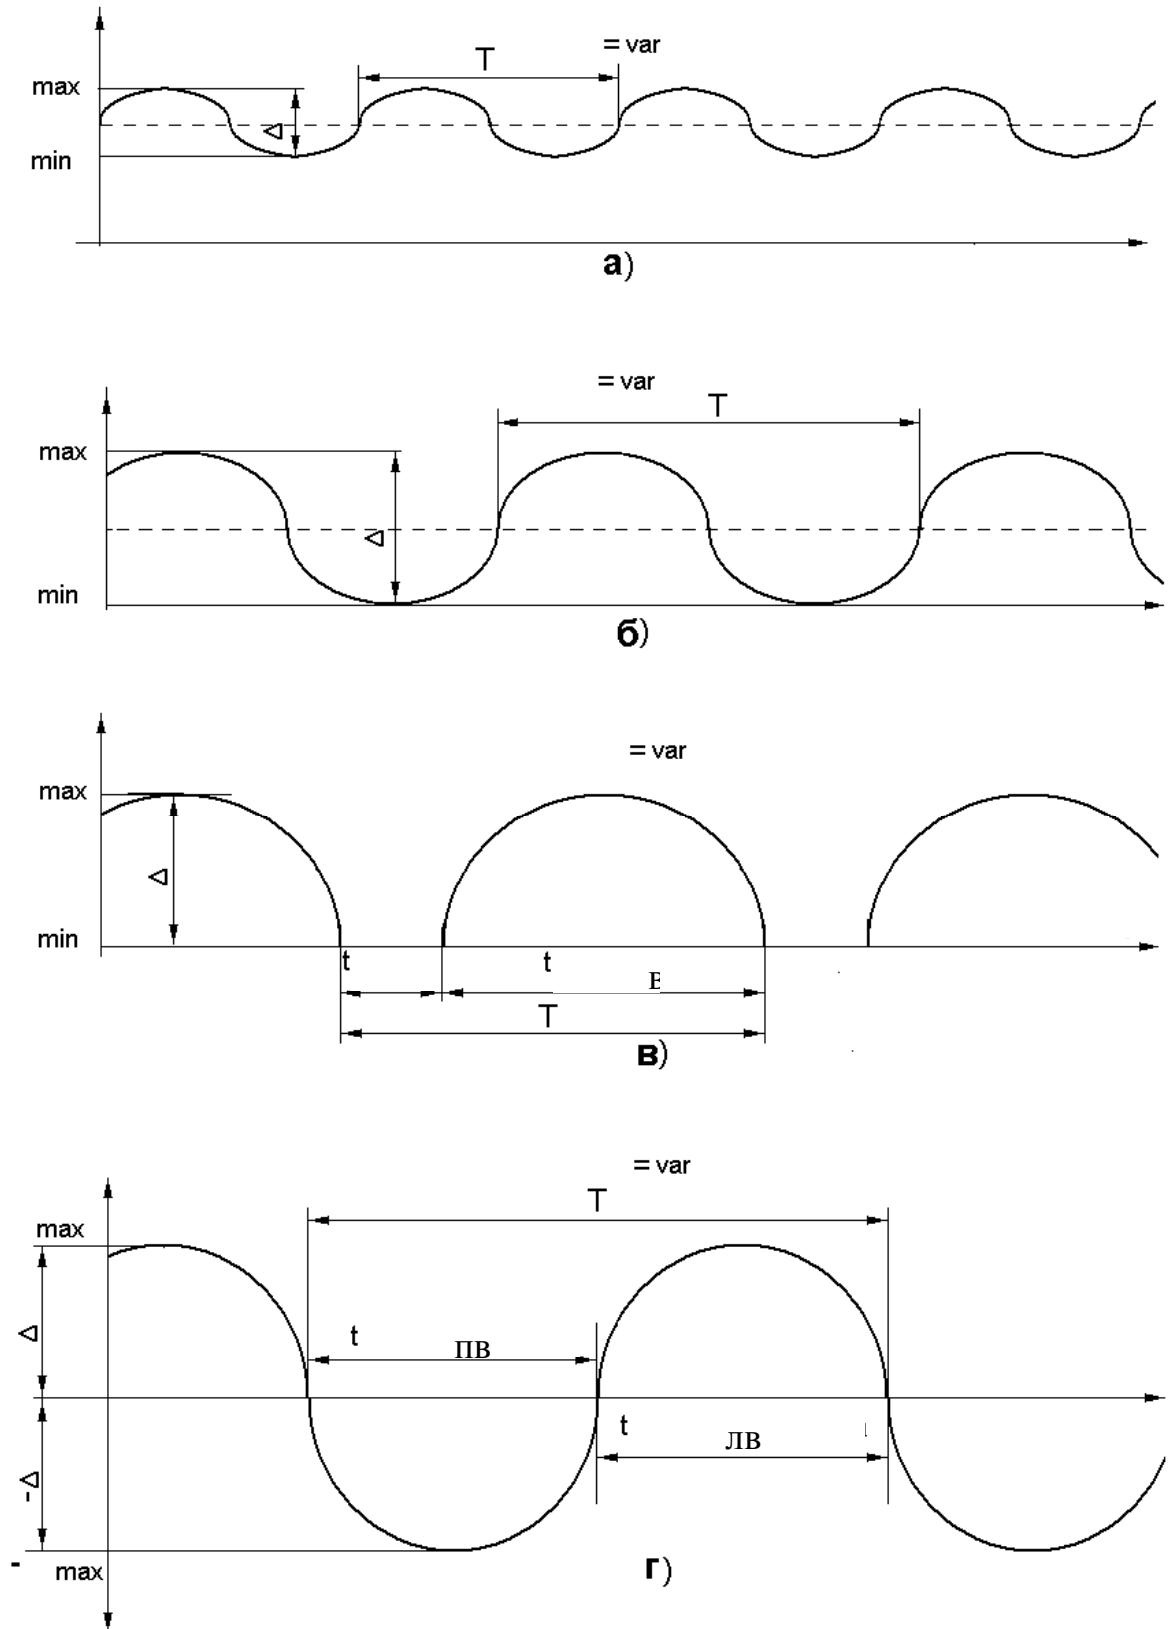 = var
T
max
Δ
min
а)
= var
T
max
Δ
min
б)
= var
max
Δ
min
t t
в
T
в)
= var
T
max
Δ
t
ПВ
t
ЛВ
-Δ
- max
г)